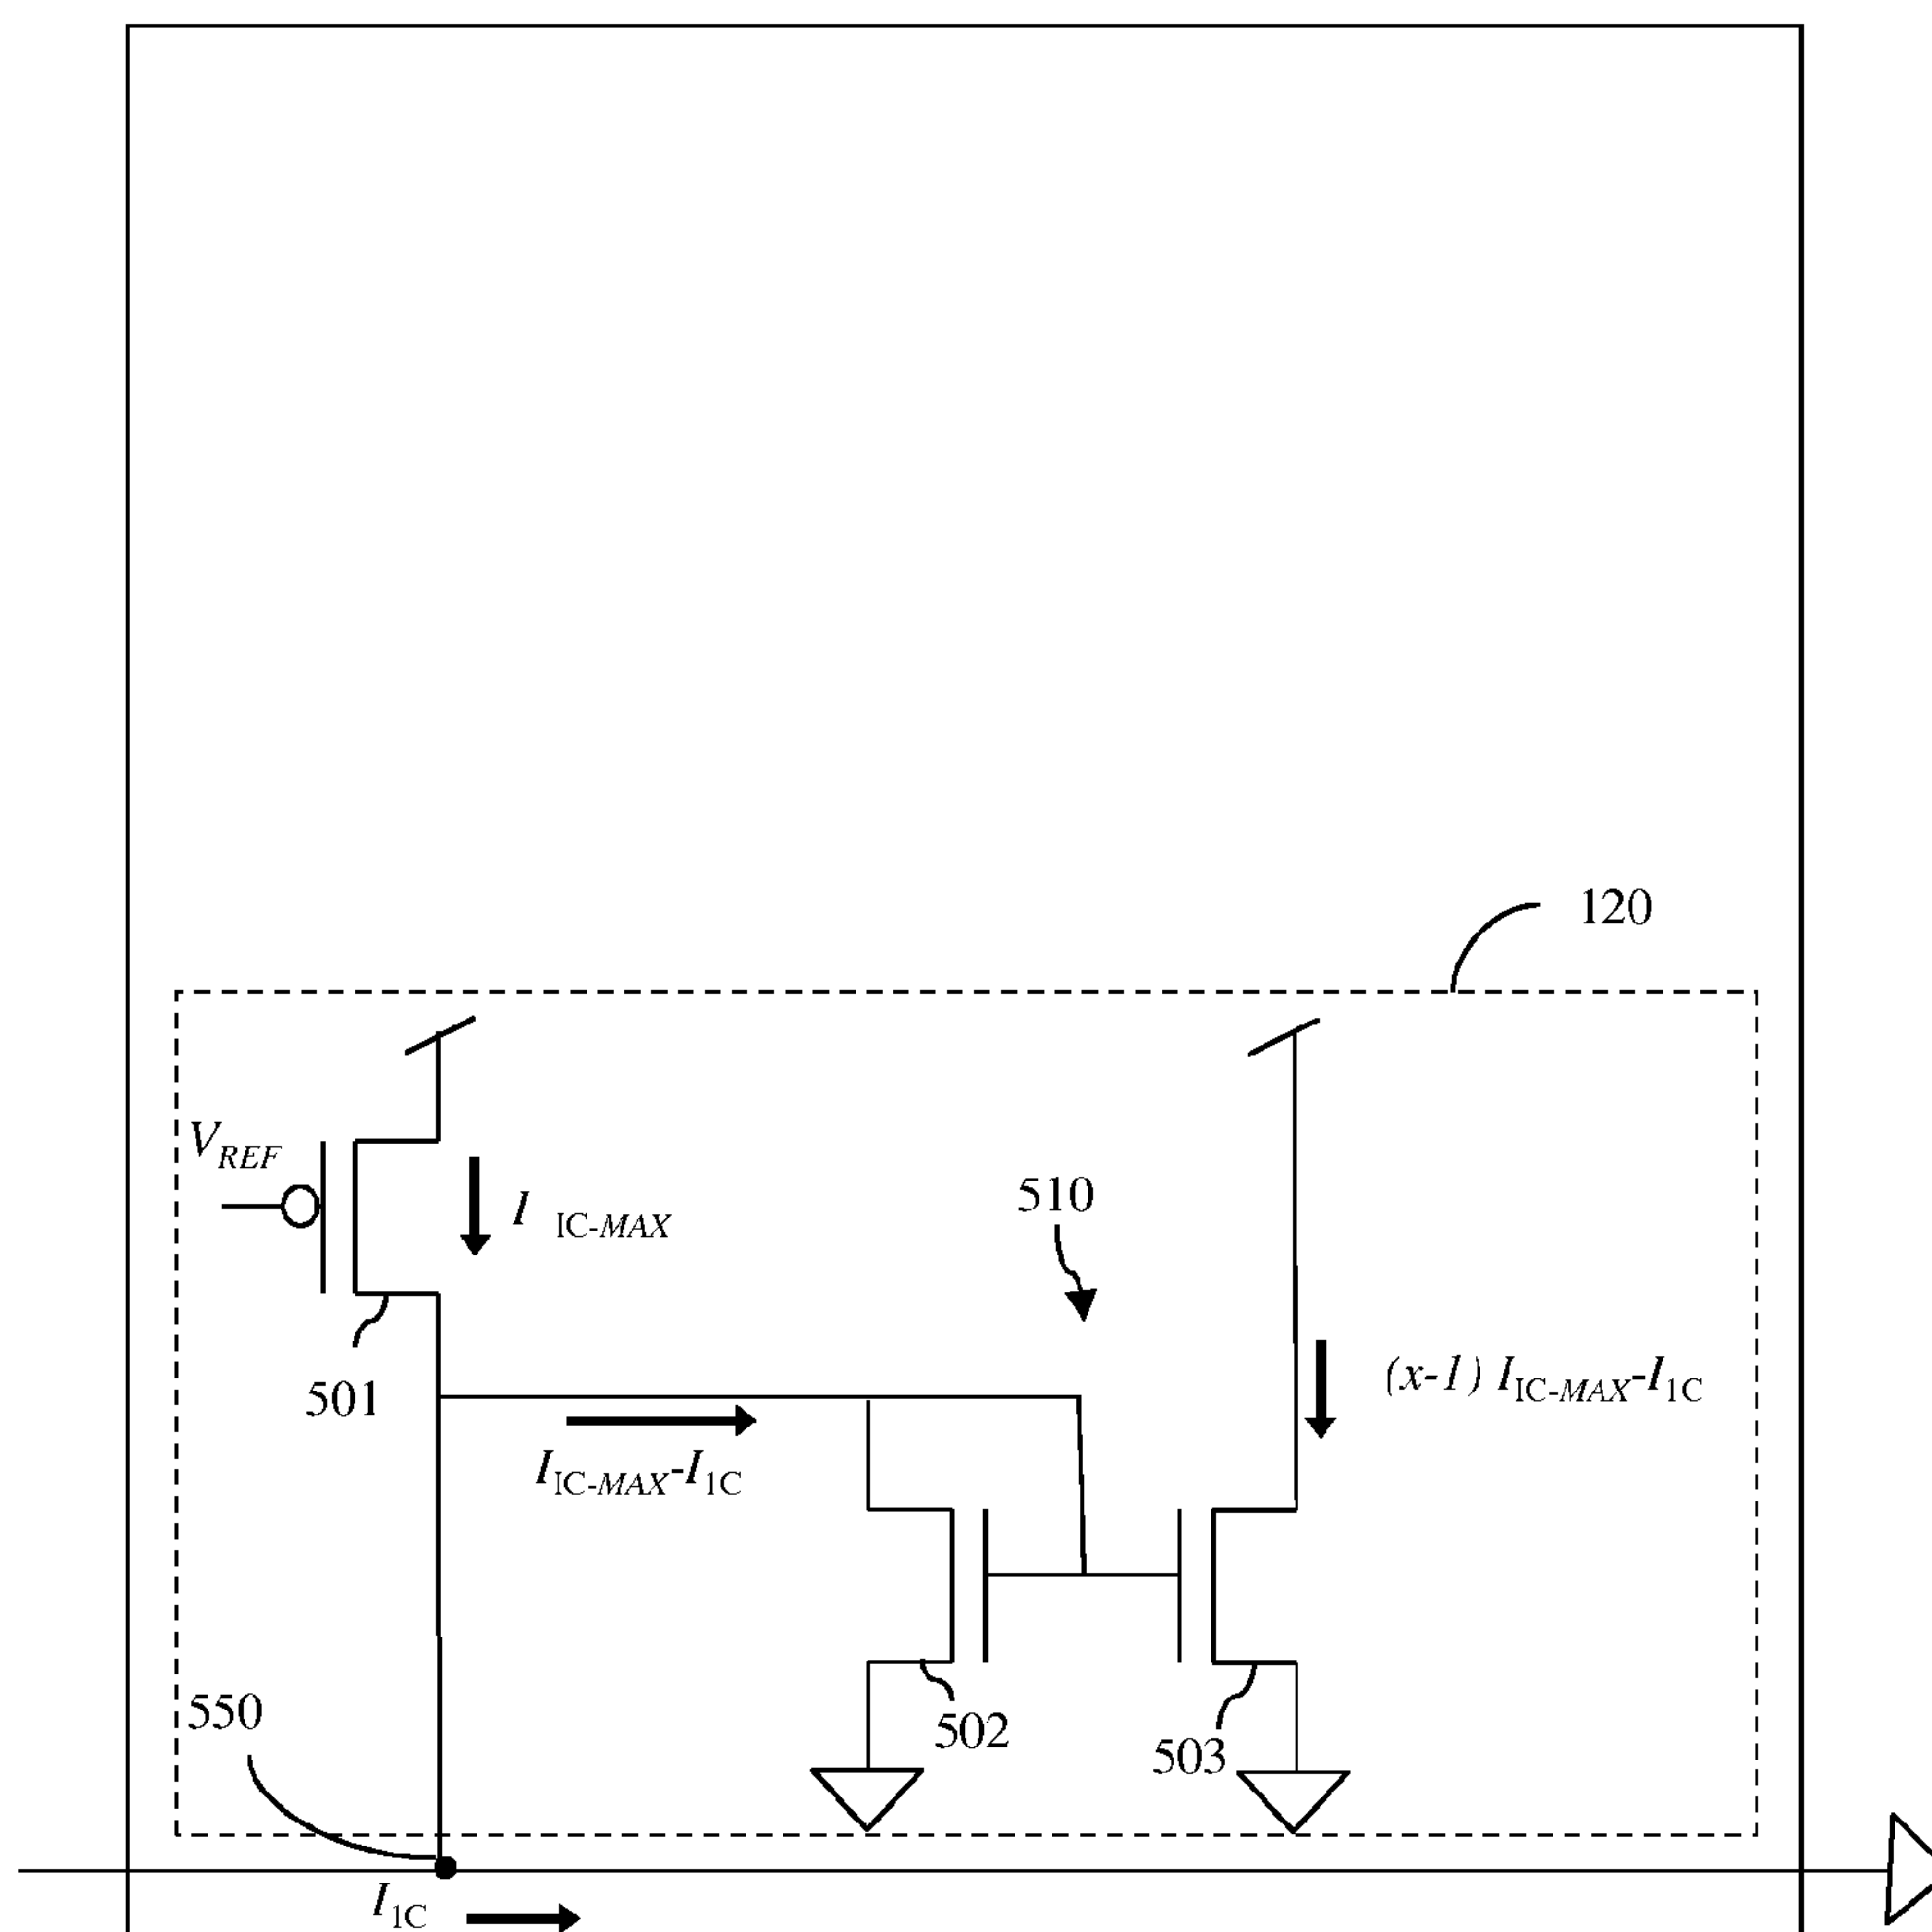 120
V_REF
I IC-MAX
510
(x-1) I_IC-MAX-I_1C
501
I_IC-MAX-I_1C
550
502
503
I_1C